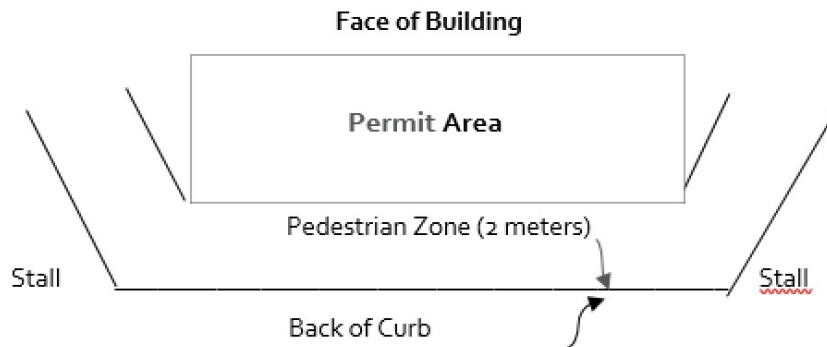 Face of Building
Permit Area
Pedestrian Zone (2 meters)
Stall
Stall
Back of Curb